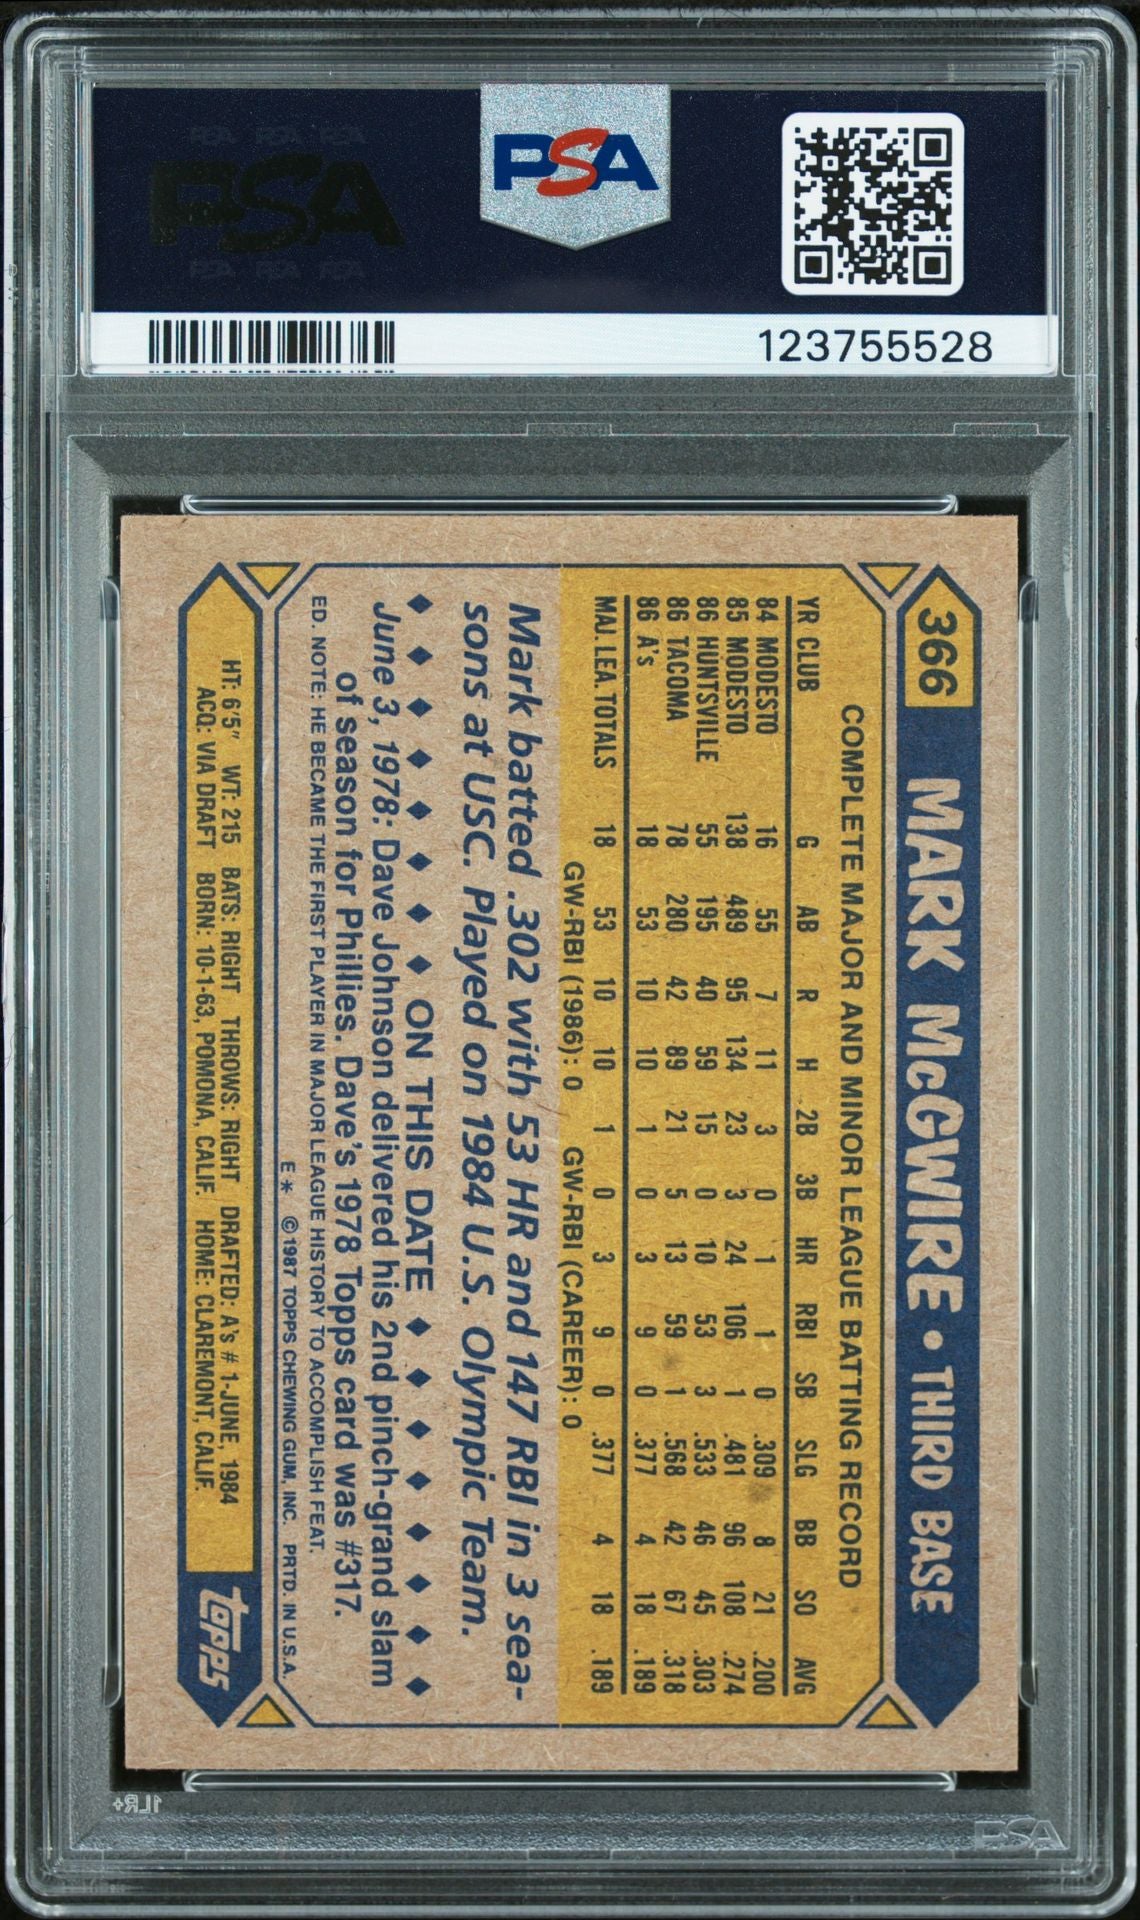 PSA
PSA PSA PSA
PSA
PSA PSA PSA
123755528
366 MARK McGWIRE • THIRD BASE
COMPLETE MAJOR AND MINOR LEAGUE BATTING RECORD
YR CLUB G AB R H 2B 3B HR RBI SB SLG BB SO AVG
84 MODESTO 16 55 7 11 3 0 1 1 0 .309 8 21 .200
85 MODESTO 138 489 95 134 23 3 24 106 1 .481 96 108 .274
86 HUNTSVILLE 55 195 40 59 15 0 10 53 3 .533 46 45 .303
86 TACOMA 78 280 42 89 21 5 13 59 1 .568 42 67 .318
86 A's 18 53 10 10 1 0 3 9 0 .377 4 18 .189
MAJ. LEA. TOTALS 18 53 10 10 1 0 3 9 0 .377 4 18 .189
GW-RBI (1986): 0 GW-RBI (CAREER): 0
Mark batted .302 with 53 HR and 147 RBI in 3 sea-
sons at USC. Played on 1984 U.S. Olympic Team.
ON THIS DATE
June 3, 1978: Dave Johnson delivered his 2nd pinch-grand slam
of season for Phillies. Dave's 1978 Topps card was #317.
ED. NOTE: HE BECAME THE FIRST PLAYER IN MAJOR LEAGUE HISTORY TO ACCOMPLISH FEAT.
E* ©1987 TOPPS CHEWING GUM, INC. PRTD. IN U.S.A.
HT: 6'5" WT: 215 BATS: RIGHT THROWS: RIGHT DRAFTED: A's #1-JUNE, 1984
ACQ: VIA DRAFT BORN: 10-1-63, POMONA, CALIF. HOME: CLAREMONT, CALIF.
topps
1LR+
PSA